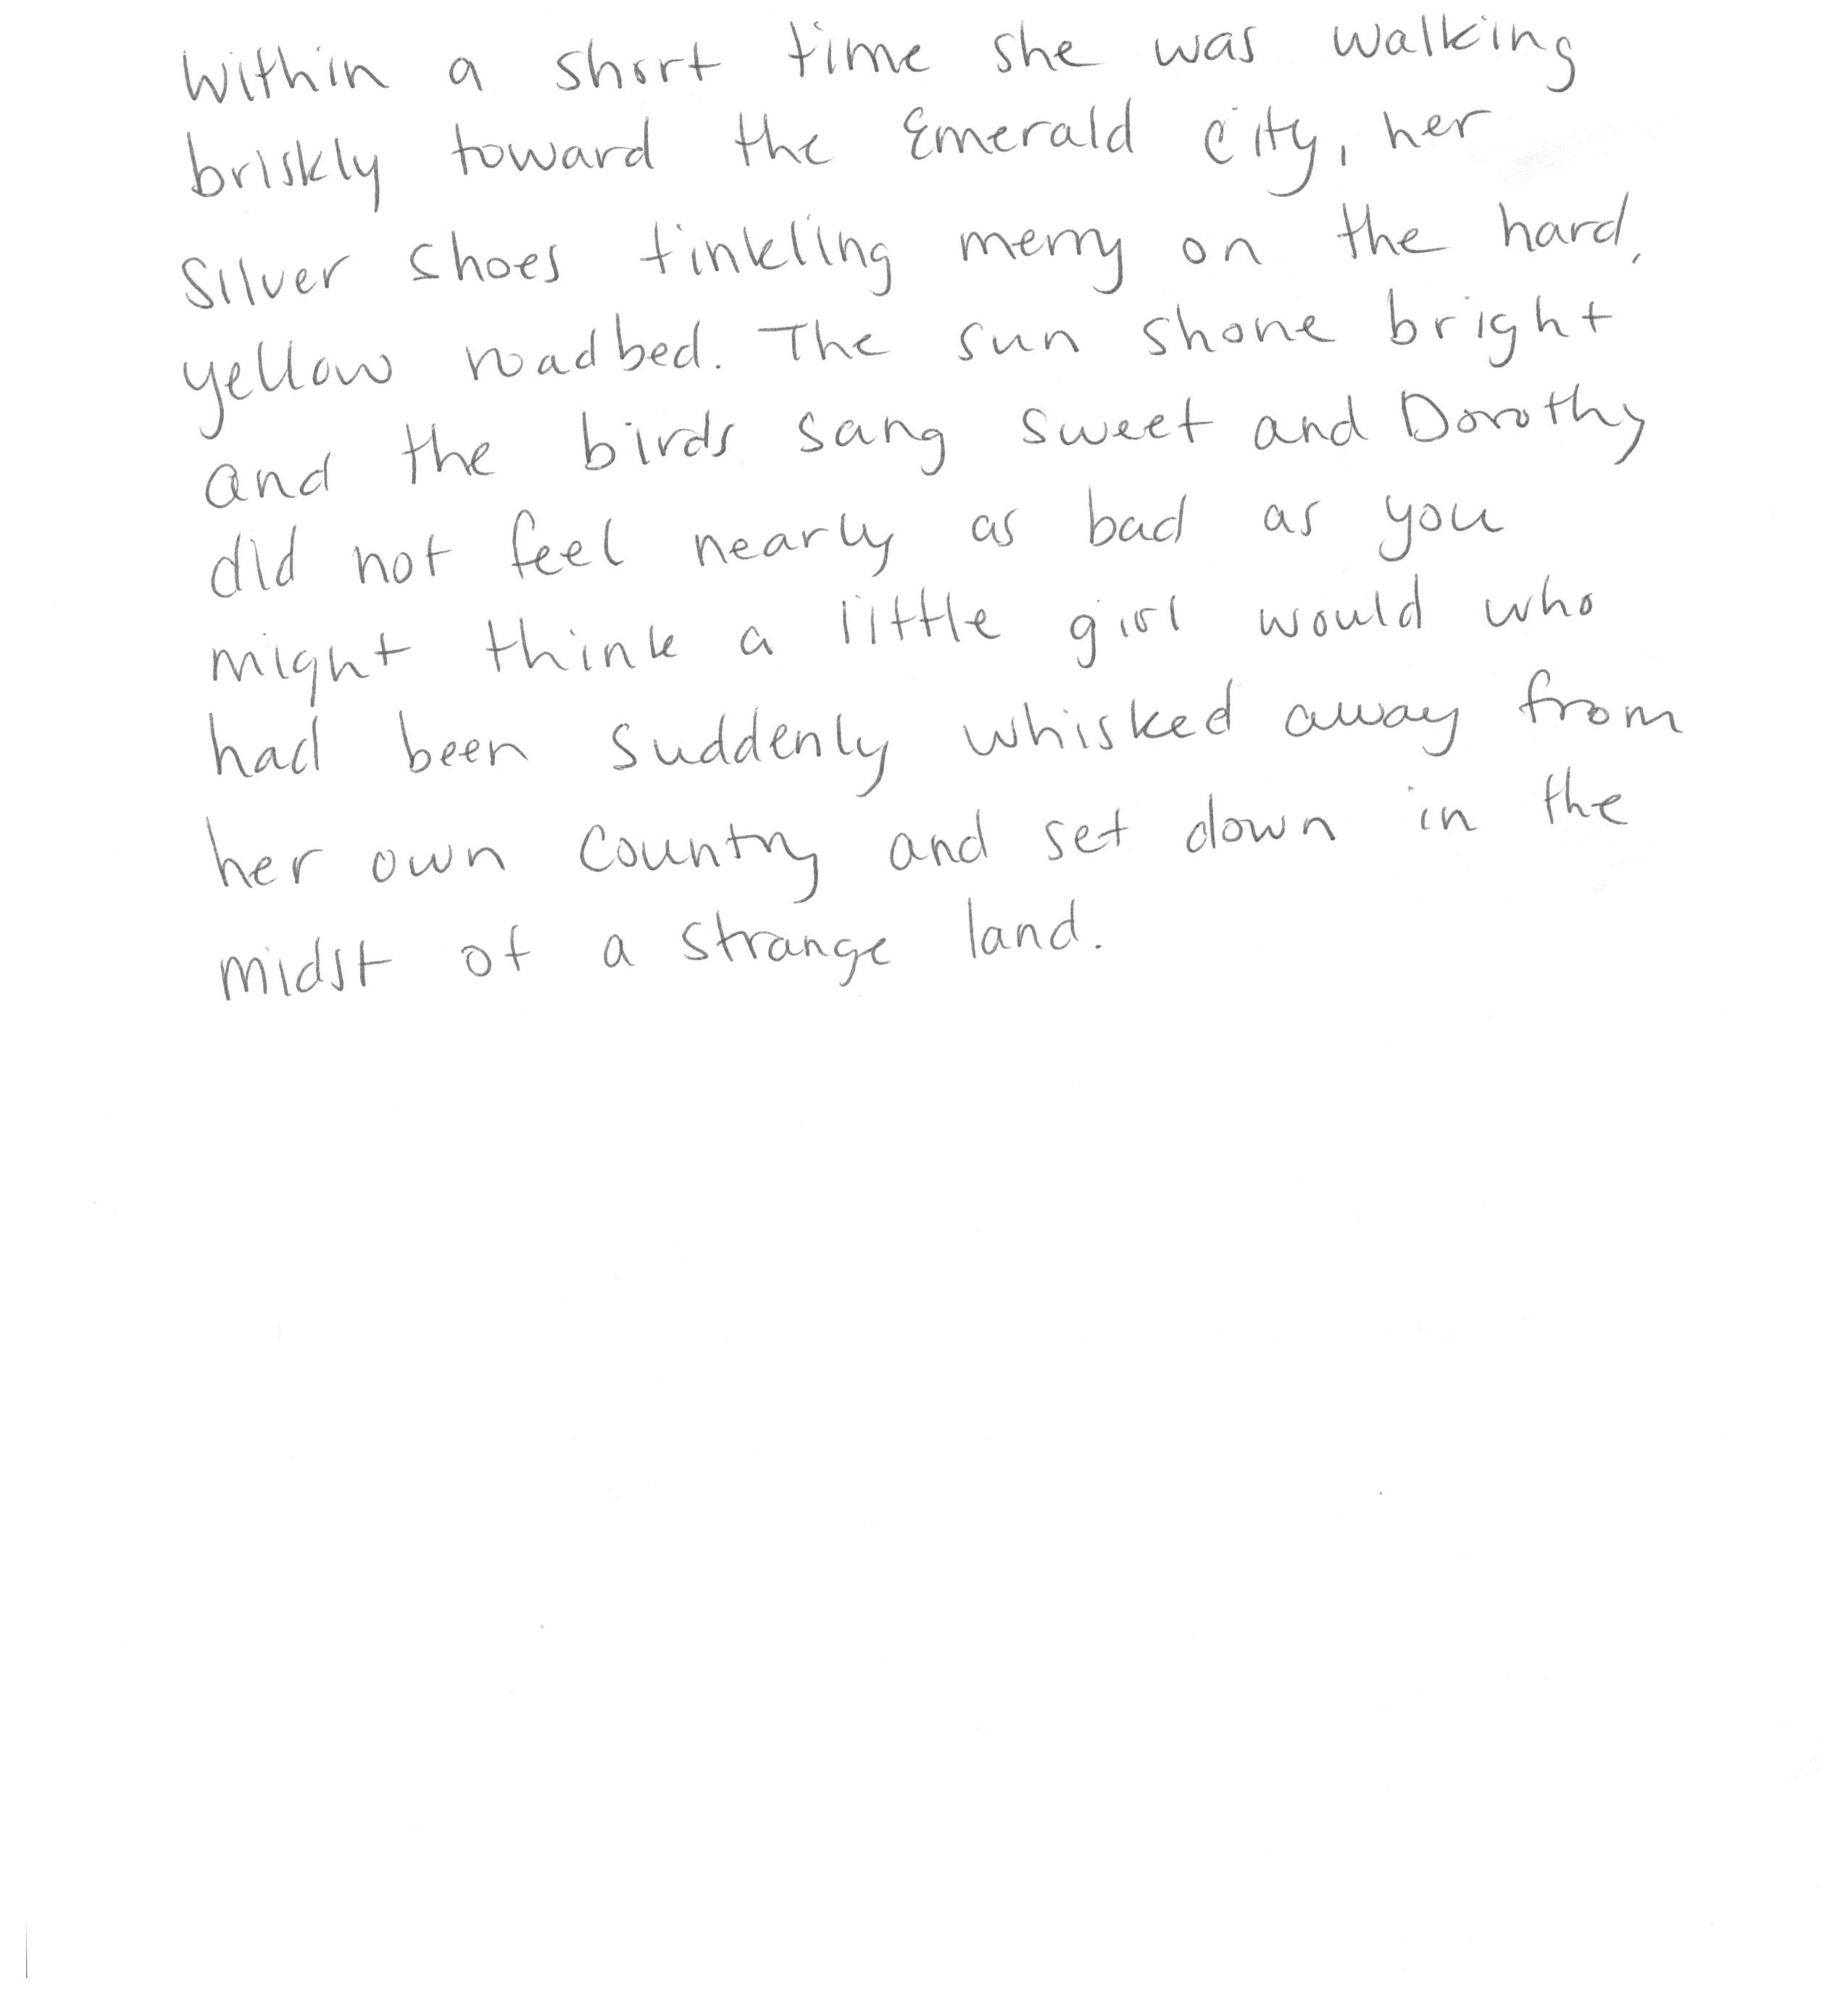 Within a short time she was walking
briskly toward the Emerald City, her
Silver Shoes tinkling merry on the hard,
yellow roadbed. The sun shone bright
and the birds sang sweet and Dorothy
did not feel nearly as bad as you
might think a little girl would who
had been suddenly whisked away from
her own country and set down in the
midst of a strange land.